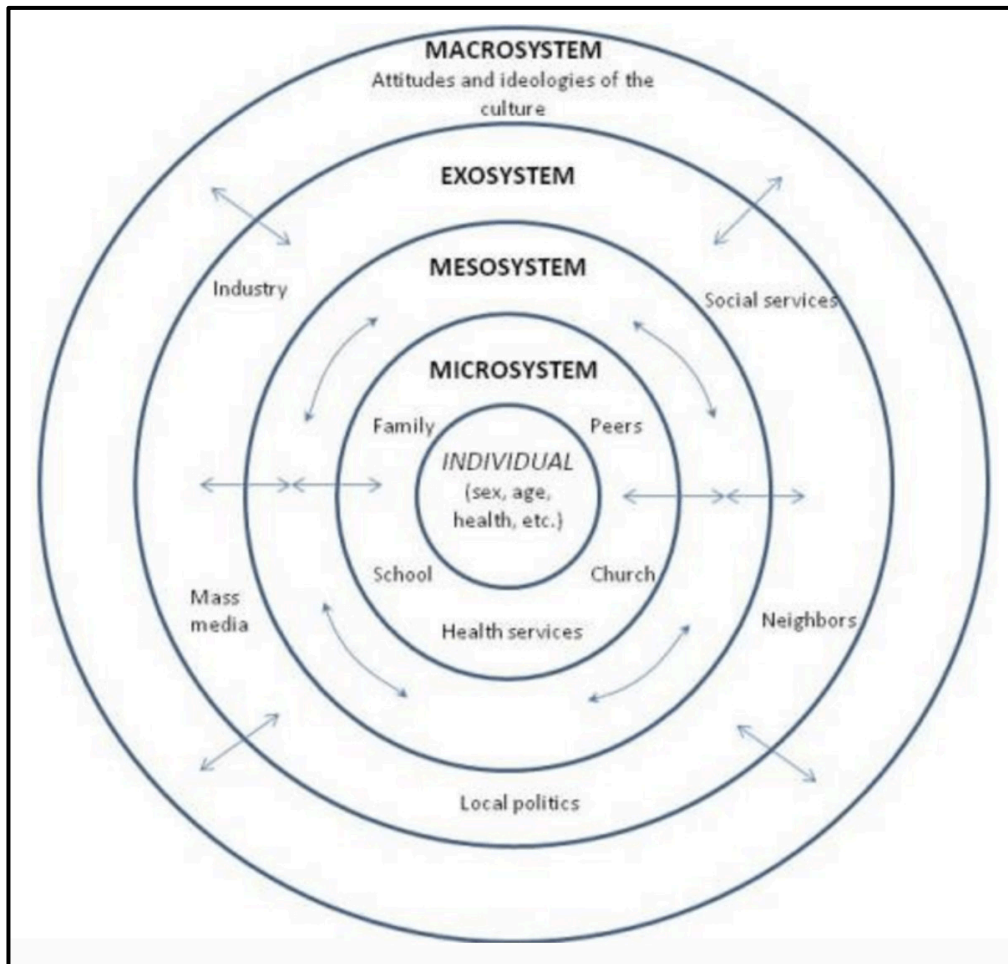 MACROSYSTEM
Attitudes and ideologies of the
culture
EXOSYSTEM
MESOSYSTEM
Industry
Social services
MICROSYSTEM
Family
Peers
INDIVIDUAL
(sex, age,
health, etc.)
School
Church
Mass
media
Neighbors
Health services
Local politics